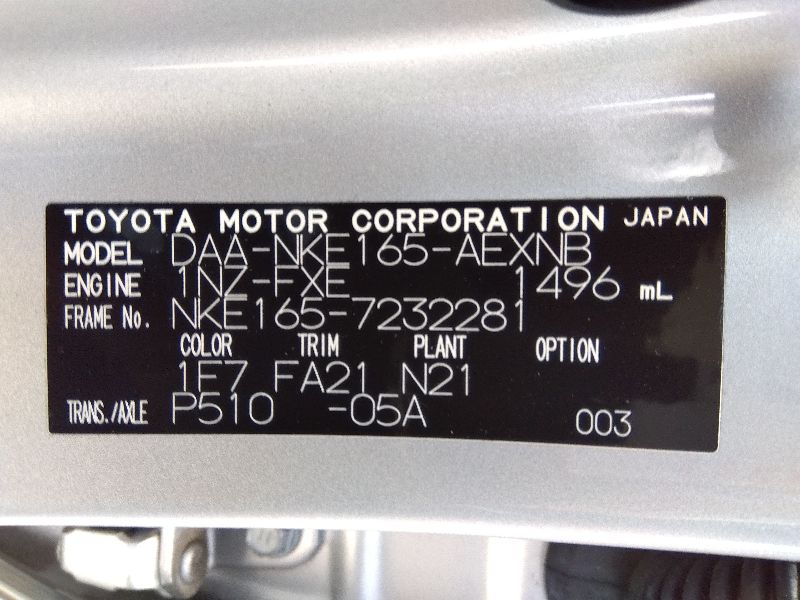 TOYOTA MOTOR CORPORATION JAPAN
MODEL DAA-NKE165-AEXNB
ENGINE 1NZ-FXE 1496 mL
FRAME No. NKE165-7232281
COLOR TRIM PLANT OPTION
1F7 FA21 N21
TRANS./AXLE P510 -05A 003